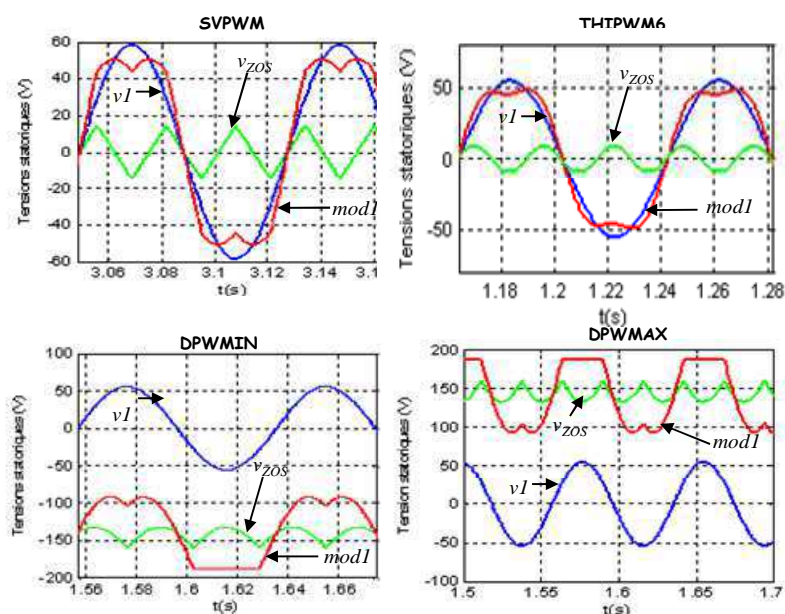 SVPWM
THIPWM6
Tensions statoriques (V)
60
40
20
0
-20
-40
-60
v1
vZOS
mod1
3.06
3.08
3.1
3.12
3.14
t(s)
Tensions statoriques (V)
50
0
-50
v1
vZOS
mod1
1.18
1.2
1.22
1.24
1.26
1.28
t(s)
DPWMIN
DPWMAX
Tensions statoriques (V)
100
50
0
-50
-100
-150
-200
v1
vZOS
mod1
1.58
1.6
1.62
1.64
1.66
t(s)
Tension statoriques (V)
200
150
100
50
0
-50
-100
vZOS
mod1
v1
1.5
1.55
1.6
1.65
1.7
t(s)